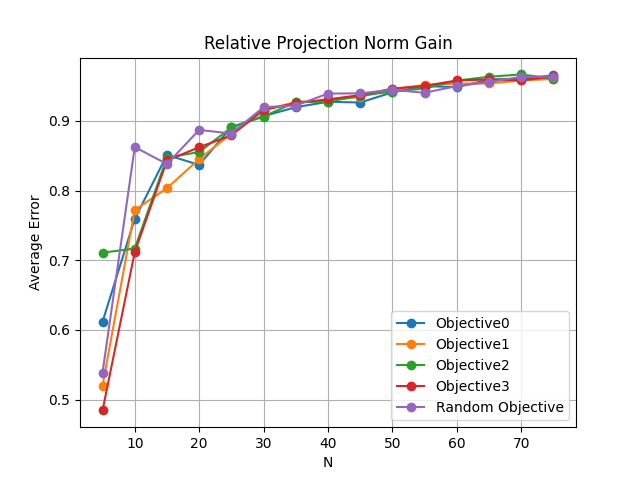 Relative Projection Norm Gain
Average Error
0.9
0.8
0.7
0.6
0.5
10
20
30
40
50
60
70
N
Objective0
Objective1
Objective2
Objective3
Random Objective